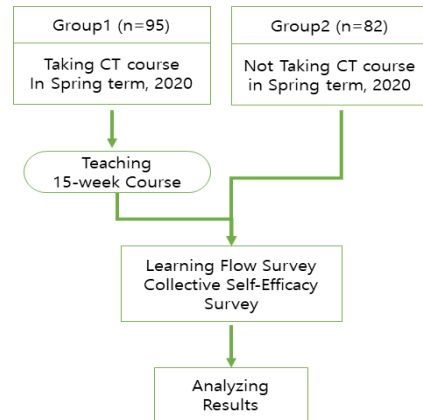 Group1 (n=95)
Taking CT course
In Spring term, 2020
Group2 (n=82)
Not Taking CT course
in Spring term, 2020
Teaching
15-week Course
Learning Flow Survey
Collective Self-Efficacy
Survey
Analyzing
Results